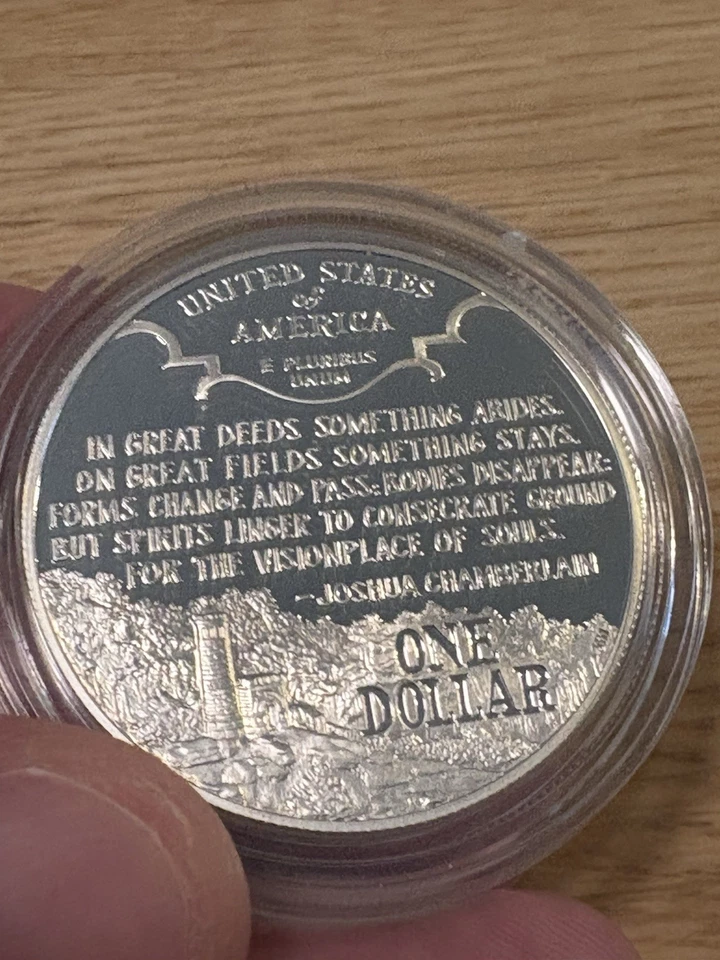 UNITED STATES
of
AMERICA
E PLURIBUS
UNUM
IN GREAT DEEDS SOMETHING ABIDES.
ON GREAT FIELDS SOMETHING STAYS.
FORMS CHANGE AND PASS: BODIES DISAPPEAR:
BUT SPIRITS LINGER TO CONSECRATE GROUND
FOR THE VISIONPLACE OF SOULS.
-JOSHUA CHAMBERLAIN
ONE
DOLLAR